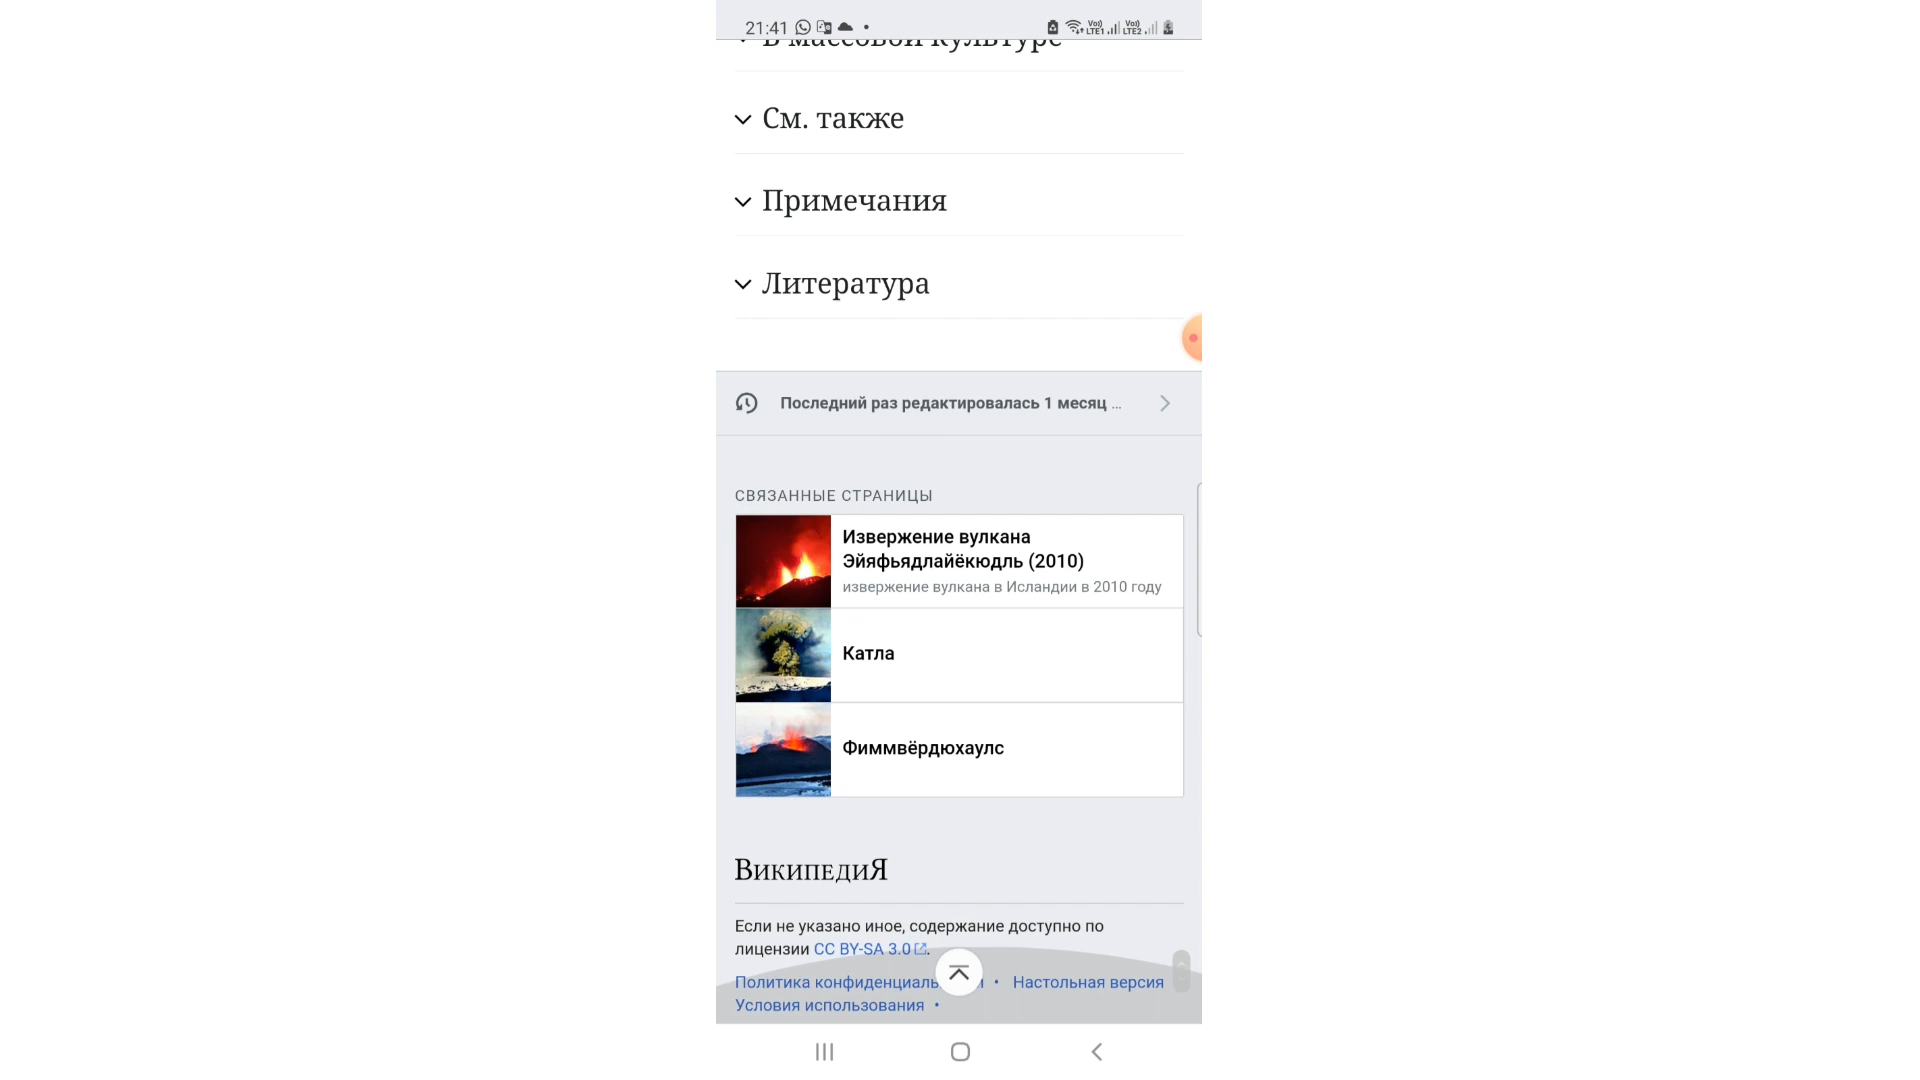 21:41
В массовой культуре
См. также
Примечания
Литература
Последний раз редактировалась 1 месяц ...
СВЯЗАННЫЕ СТРАНИЦЫ
Извержение вулкана
Эйяфьядлайёкюдль (2010)
извержение вулкана в Исландии в 2010 году
Катла
Фиммвёрдюхаулс
ВикипедиЯ
Если не указано иное, содержание доступно по
лицензии CC BY-SA 3.0.
• Настольная версия
Условия использования •